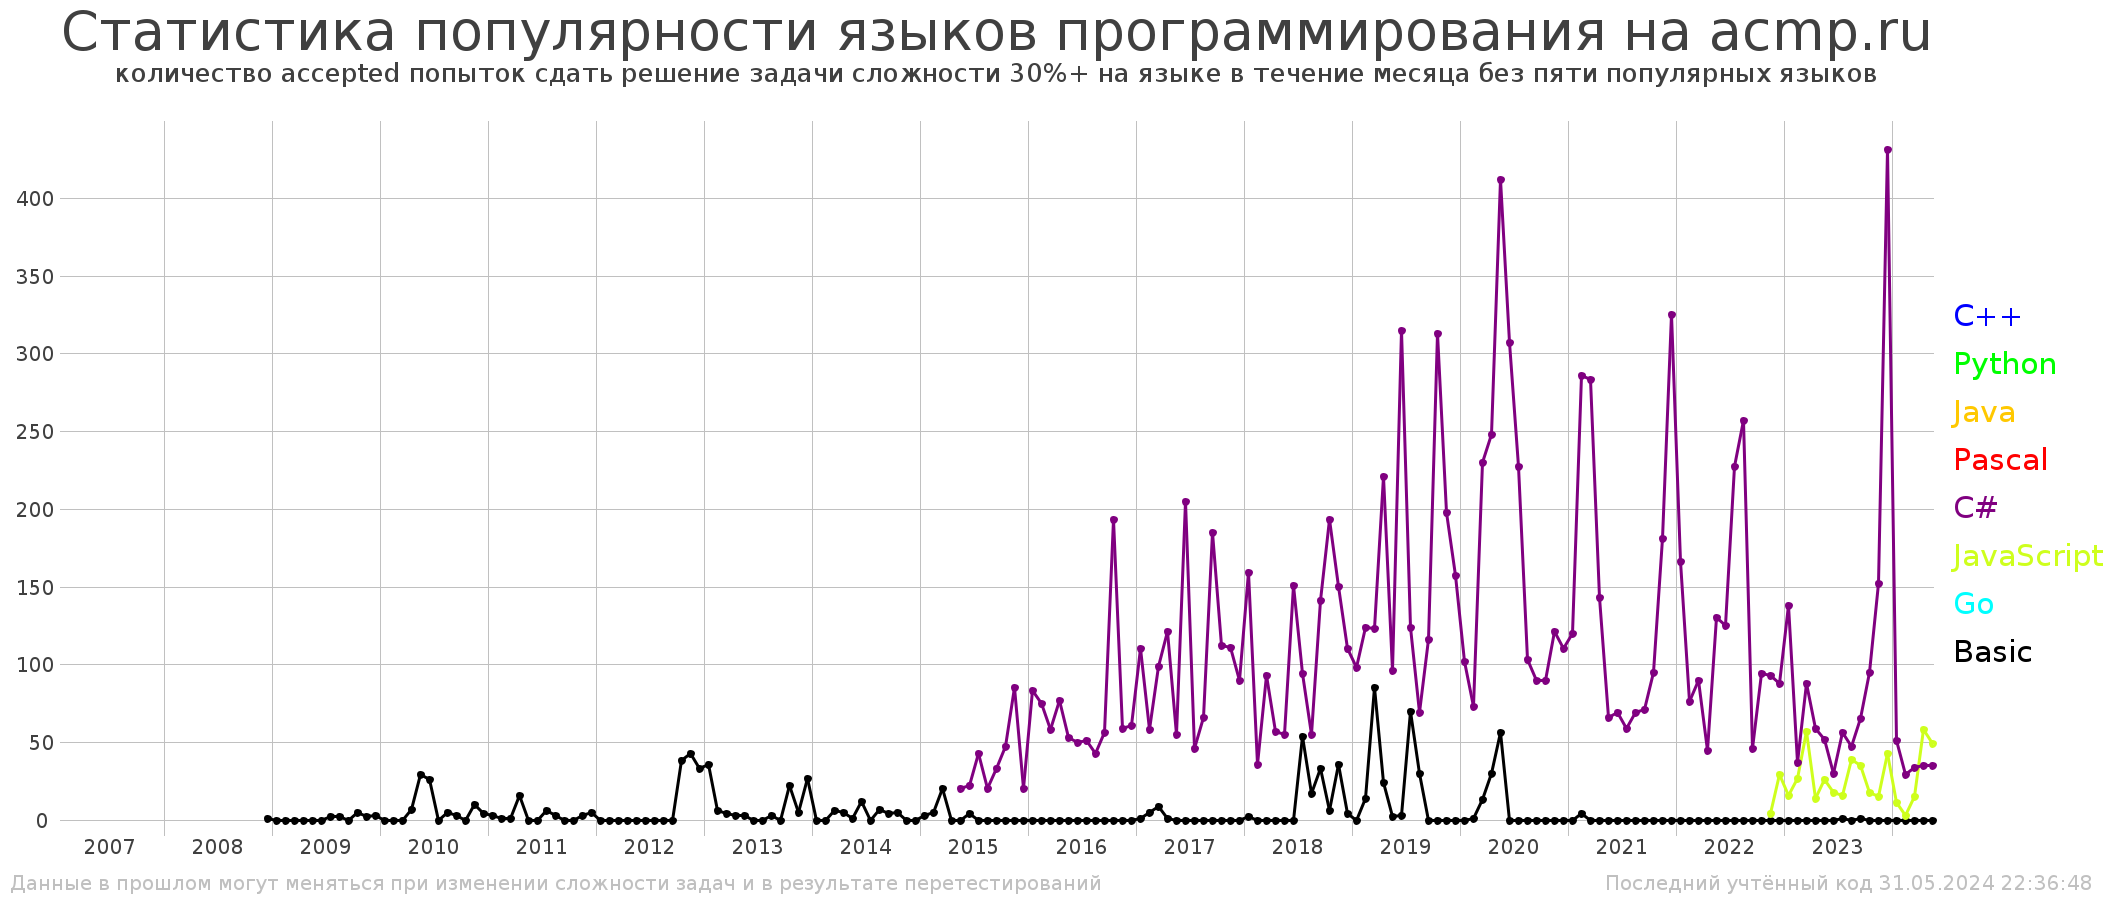 Статистика популярности языков программирования на acmp.ru
количество accepted попыток сдать решение задачи сложности 30%+ на языке в течение месяца без пяти популярных языков
400
350
300
250
200
150
100
50
0
C++
Python
Java
Pascal
C#
JavaScript
Go
Basic
2007 2008 2009 2010 2011 2012 2013 2014 2015 2016 2017 2018 2019 2020 2021 2022 2023
Данные в прошлом могут меняться при изменении сложности задач и в результате перетестирований
Последний учтённый код 31.05.2024 22:36:48